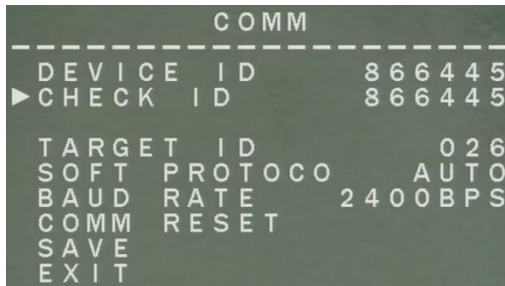 COMM
DEVICE ID 866445
CHECK ID 866445
TARGET ID 026
SOFT PROTOCO AUTO
BAUD RATE 2400BPS
COMM RESET
SAVE
EXIT